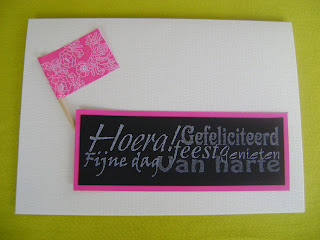 Hoera! Gefeliciteerd
Fijne dag feest genieten
Van harte